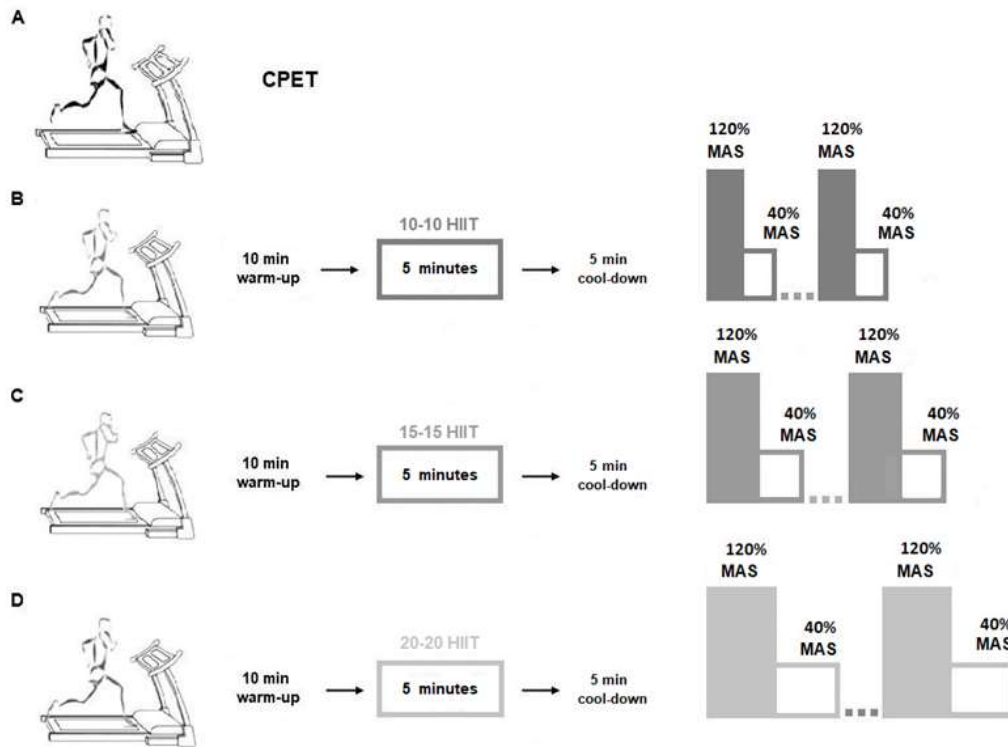 A
CPET
B
10 min
warm-up
10-10 HIIT
5 minutes
5 min
cool-down
120%
MAS
40%
MAS
120%
MAS
40%
MAS
C
10 min
warm-up
15-15 HIIT
5 minutes
5 min
cool-down
120%
MAS
40%
MAS
120%
MAS
40%
MAS
D
10 min
warm-up
20-20 HIIT
5 minutes
5 min
cool-down
120%
MAS
40%
MAS
120%
MAS
40%
MAS